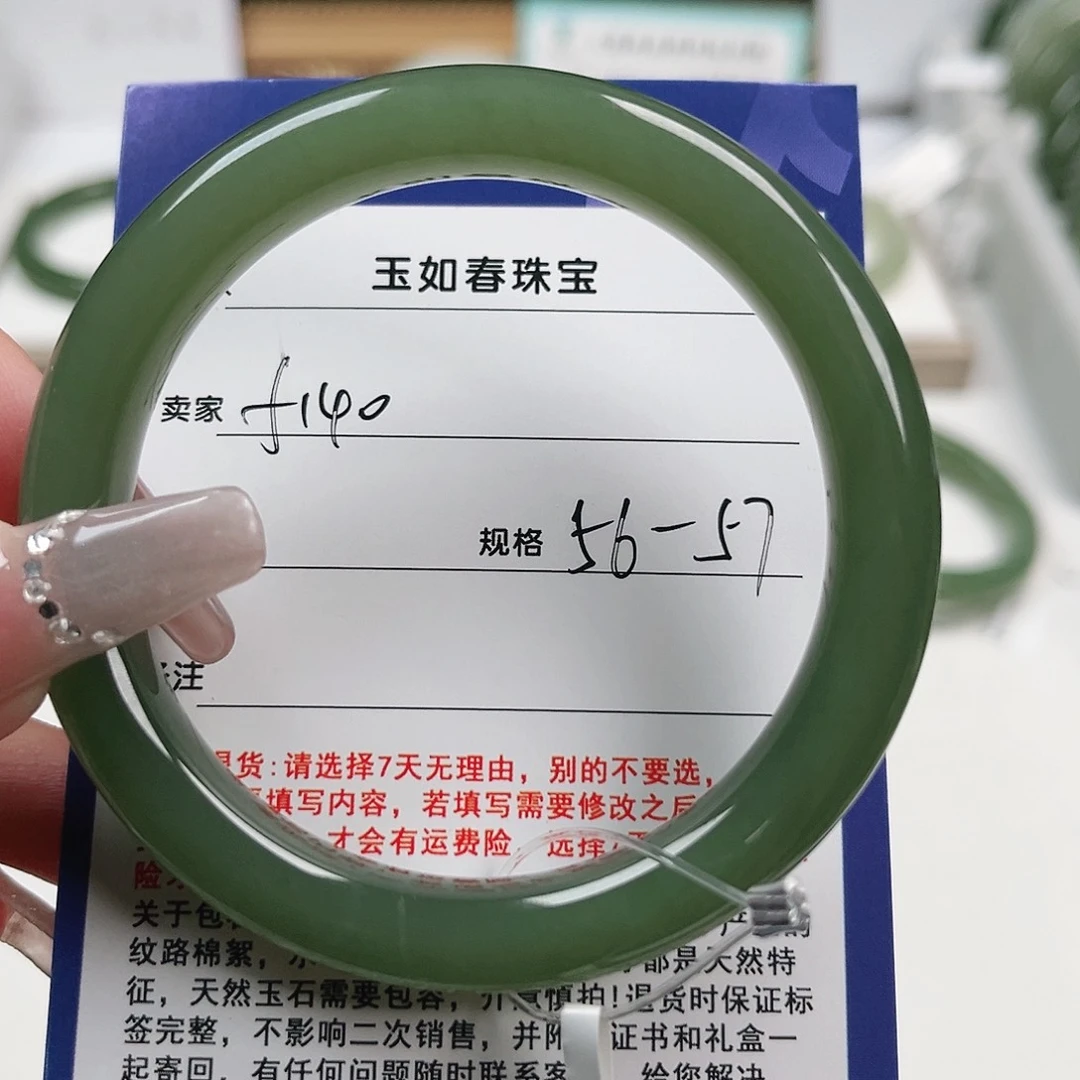 玉如春珠宝
卖家 f140
规格 56-57
注
货:请选择7天无理由，别的不要选，
填写内容，若填写需要修改之后
才会有运费险 选择
险
关于包
纹路棉絮， 都是天然特
征，天然玉石需要包容， 慎拍!退货时保证标
签完整，不影响二次销售，并附 证书和礼盒一
起寄回，有任何问题随时联系客 给您解决